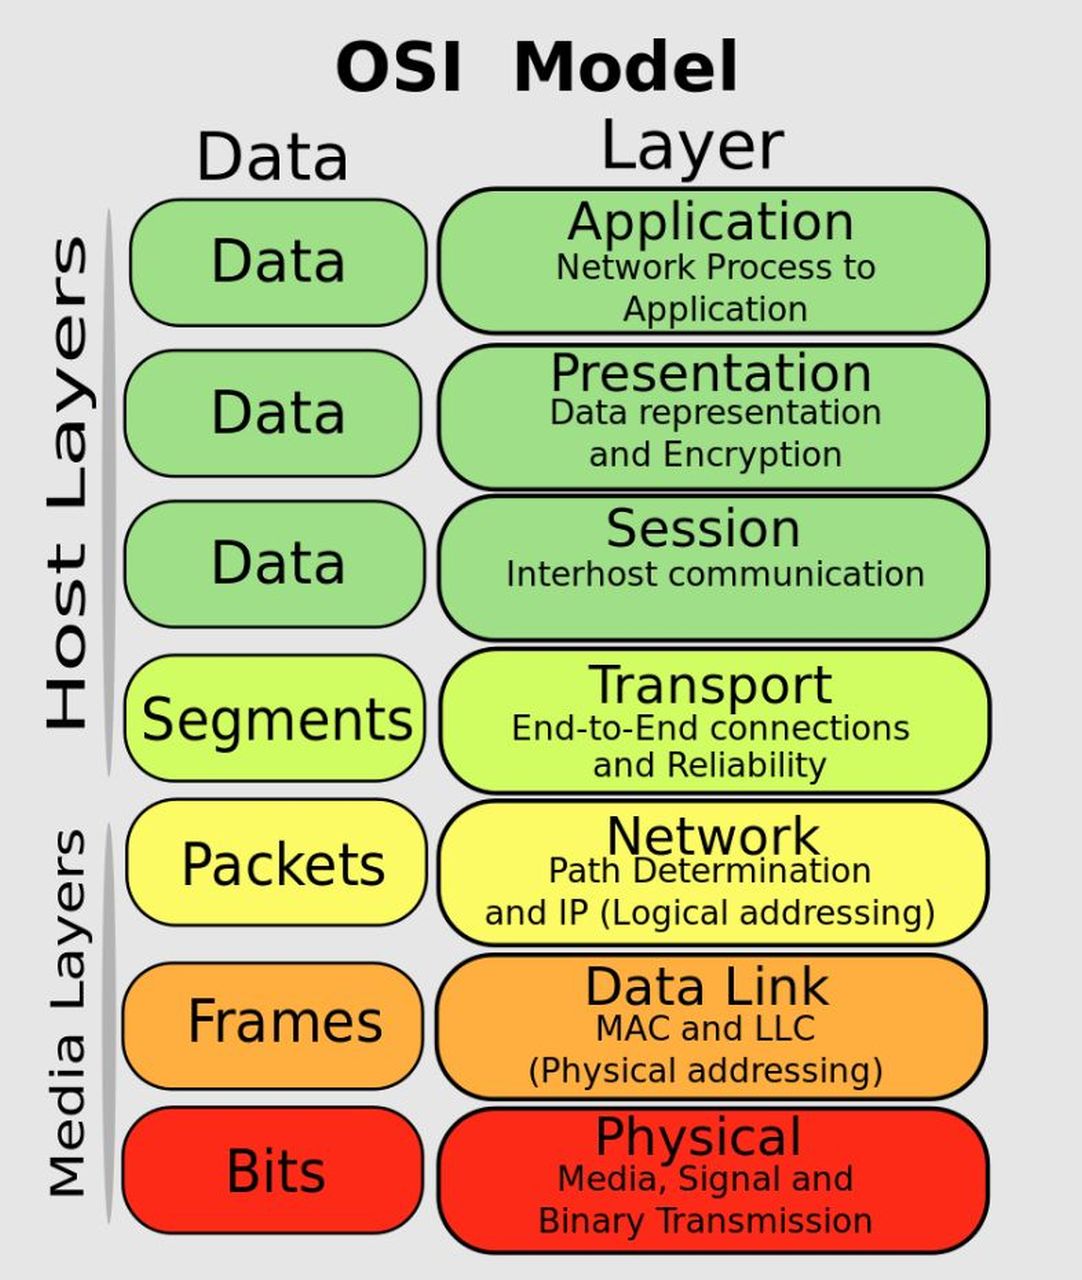 OSI Model
Data
Layer
Host Layers
Data
Application
Network Process to
Application
Data
Presentation
Data representation
and Encryption
Data
Session
Interhost communication
Segments
Transport
End-to-End connections
and Reliability
Media Layers
Packets
Network
Path Determination
and IP (Logical addressing)
Frames
Data Link
MAC and LLC
(Physical addressing)
Bits
Physical
Media, Signal and
Binary Transmission